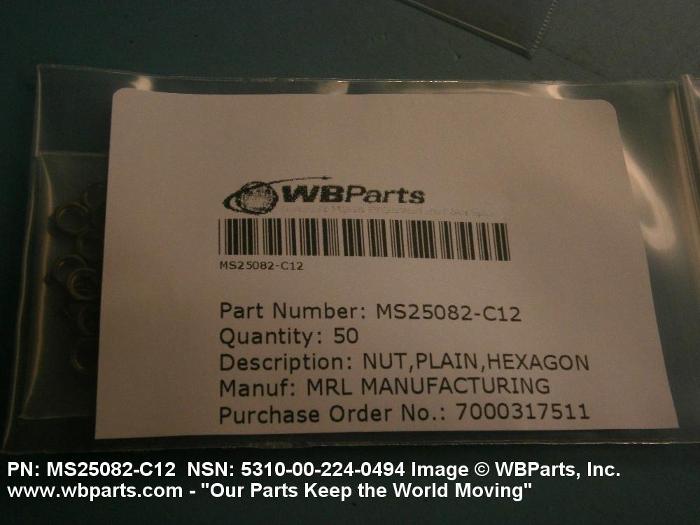 WBParts
MS25082-C12
Part Number: MS25082-C12
Quantity: 50
Description: NUT,PLAIN,HEXAGON
Manuf: MRL MANUFACTURING
Purchase Order No.: 7000317511
PN: MS25082-C12 NSN: 5310-00-224-0494 Image © WBParts, Inc.
www.wbparts.com - "Our Parts Keep the World Moving"